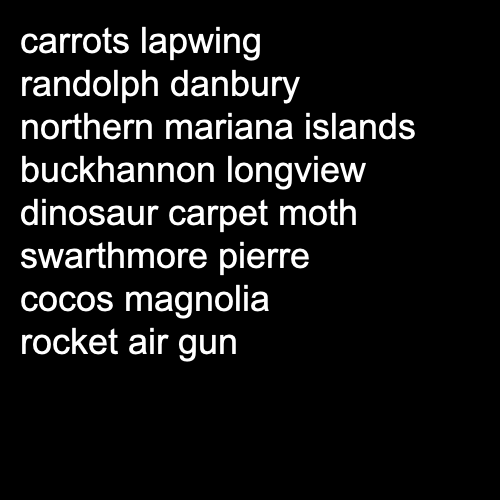 carrots lapwing
randolph danbury
northern mariana islands
buckhannon longview
dinosaur carpet moth
swarthmore pierre
cocos magnolia
rocket air gun